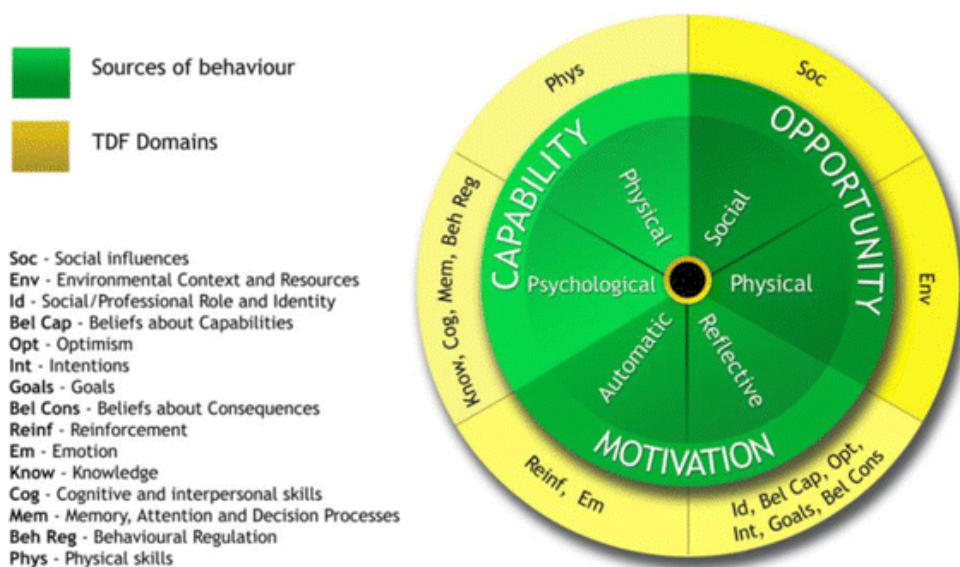 Sources of behaviour
TDF Domains
Soc - Social influences
Env - Environmental Context and Resources
Id - Social/Professional Role and Identity
Bel Cap - Beliefs about Capabilities
Opt - Optimism
Int - Intentions
Goals - Goals
Bel Cons - Beliefs about Consequences
Reinf - Reinforcement
Em - Emotion
Know - Knowledge
Cog - Cognitive and interpersonal skills
Mem - Memory, Attention and Decision Processes
Beh Reg - Behavioural Regulation
Phys - Physical skills
Phys
Soc
CAPABILITY
OPPORTUNITY
Know, Cog, Mem, Beh Reg
Physical
Social
Psychological
Physical
Env
Automatic
Reflective
MOTIVATION
Reinf, Em
Id, Bel Cap, Opt,
Int, Goals, Bel Cons